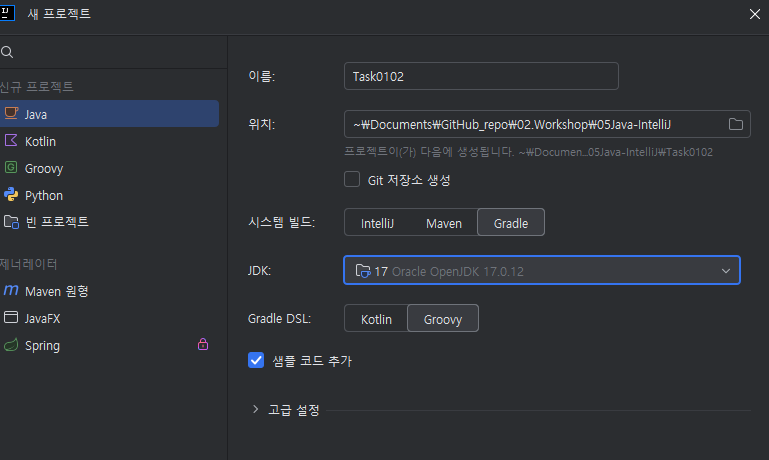 새 프로젝트
신규 프로젝트
Java
Kotlin
Groovy
Python
빈 프로젝트
제너레이터
Maven 원형
JavaFX
Spring
이름:
Task0102
위치:
~₩Documents₩GitHub_repo₩02.Workshop₩05Java-IntelliJ
프로젝트이(가) 다음에 생성됩니다. ~₩Documen...05Java-IntelliJ₩Task0102
Git 저장소 생성
시스템 빌드:
IntelliJ Maven Gradle
JDK:
17 Oracle OpenJDK 17.0.12
Gradle DSL:
Kotlin Groovy
샘플 코드 추가
고급 설정